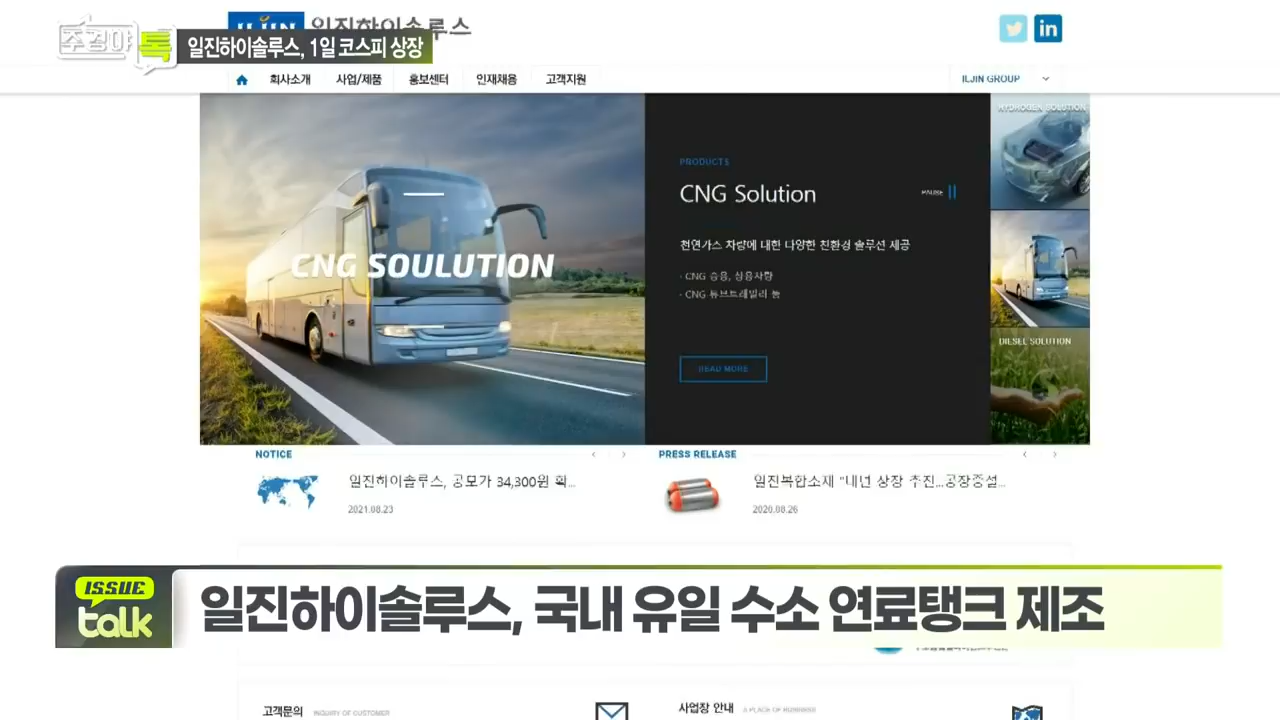 ILJIN 일진하이솔루스
주경야톡 일진하이솔루스, 1일 코스피 상장
회사소개 사업/제품 홍보센터 인재채용 고객지원 ILJIN GROUP
HYDROGEN SOLUTION
PRODUCTS
CNG Solution
PAUSE
천연가스 차량에 대한 다양한 친환경 솔루션 제공
CNG SOULUTION
· CNG 승용, 상용차량
· CNG 튜브트레일러 등
DIESEL SOLUTION
READ MORE
NOTICE
일진하이솔루스, 공모가 34,300원 확...
2021.08.23
PRESS RELEASE
일진복합소재 "내년 상장 추진...공장증설...
2020.08.26
ISSUE talk
일진하이솔루스, 국내 유일 수소 연료탱크 제조
고객문의 INQUIRY OF CUSTOMER
사업장 안내 A PLACE OF BUSINESS